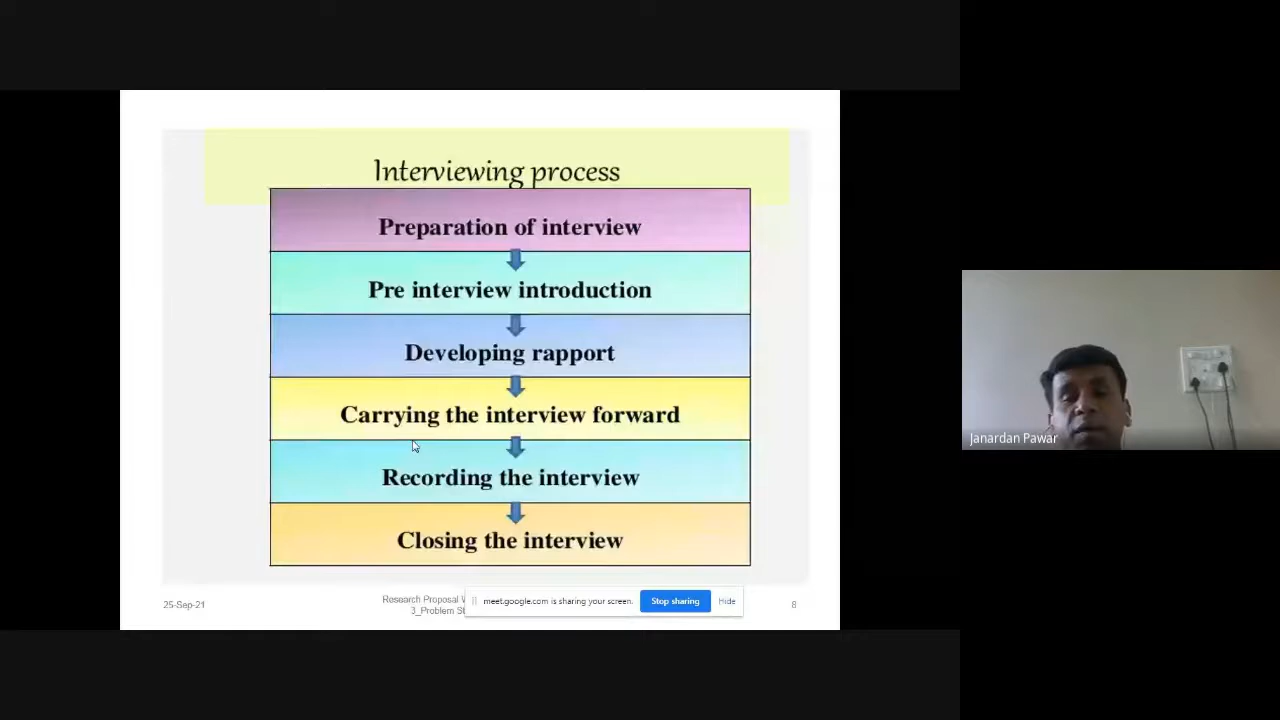 Interviewing process
Preparation of interview
Pre interview introduction
Developing rapport
Carrying the interview forward
Recording the interview
Closing the interview
25-Sep-21
Research Proposal
3_Problem
meet.google.com is sharing your screen.
Stop sharing
Hide
8
Janardan Pawar